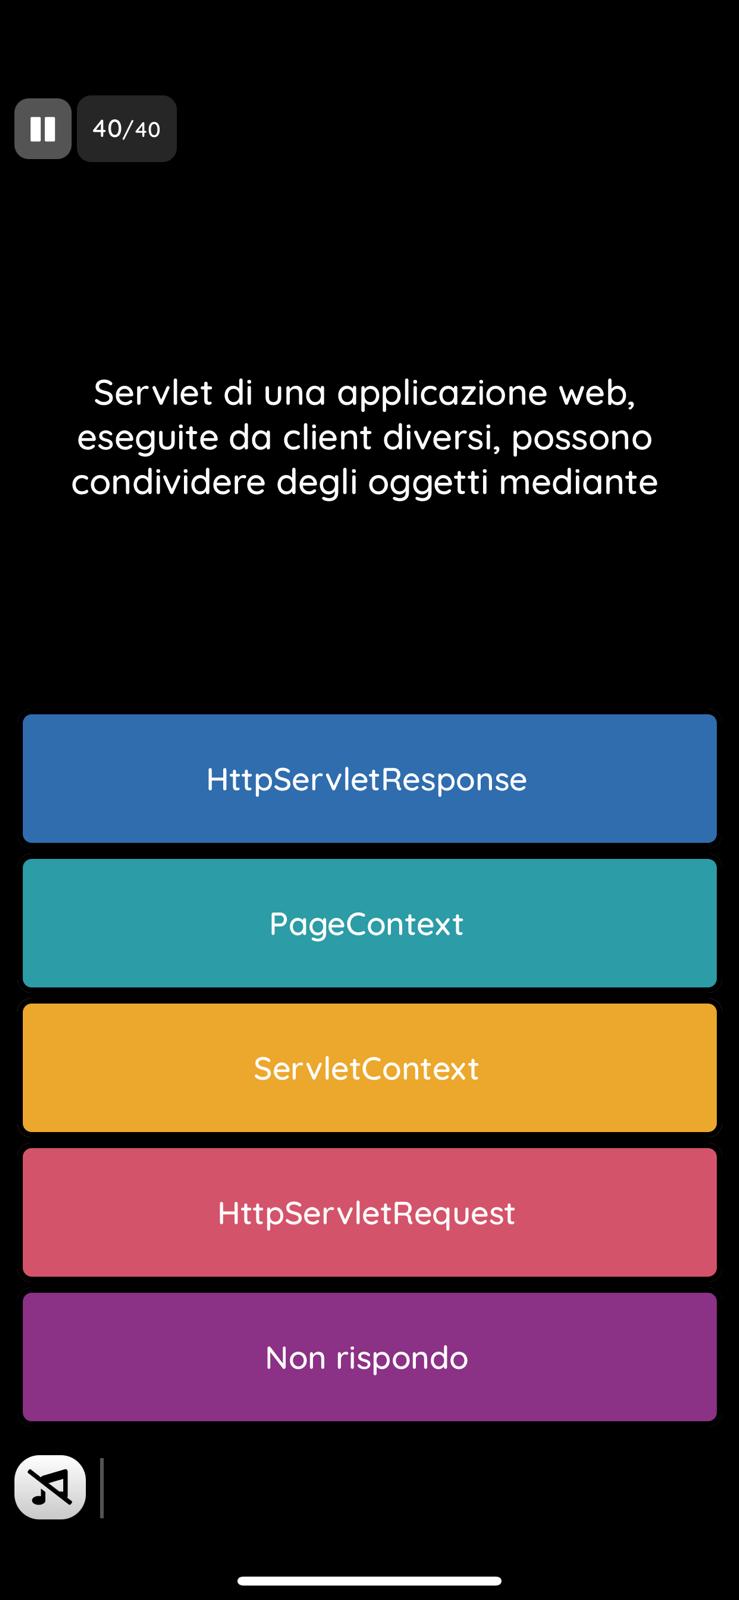 40/40
Servlet di una applicazione web,
eseguite da client diversi, possono
condividere degli oggetti mediante
HttpServletResponse
PageContext
ServletContext
HttpServletRequest
Non rispondo